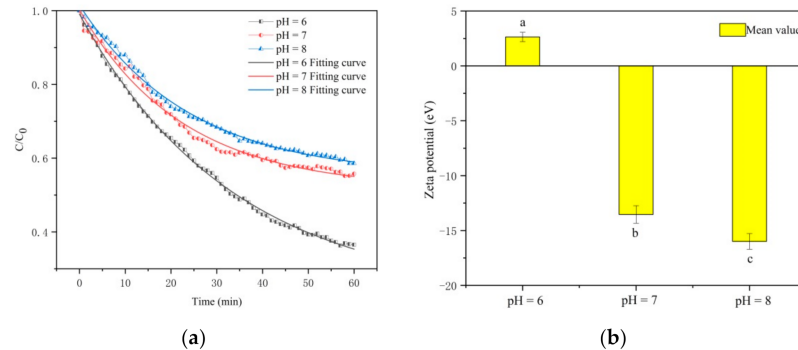 C/C0
1.0
0.8
0.6
0.4
0
10
20
30
40
50
60
Time (min)
pH = 6
pH = 7
pH = 8
pH = 6 Fitting curve
pH = 7 Fitting curve
pH = 8 Fitting curve
(a)
Zeta potential (eV)
5
0
−5
−10
−15
−20
a
b
c
Mean value
pH = 6
pH = 7
pH = 8
(b)